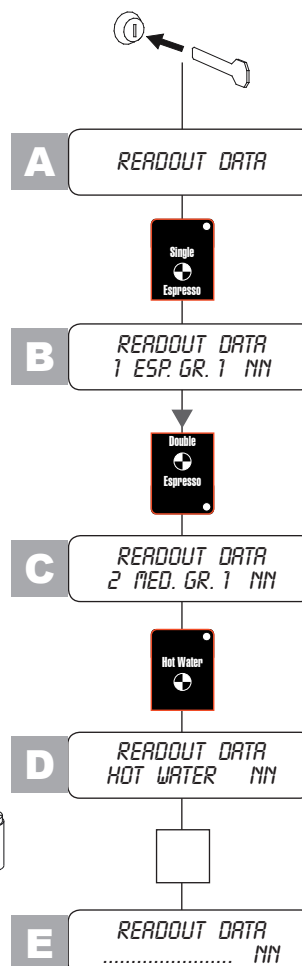 A
READOUT DATA
Single
Espresso
B
READOUT DATA
1 ESP. GR. 1 NN
Double
Espresso
C
READOUT DATA
2 MED. GR. 1 NN
Hot Water
D
READOUT DATA
HOT WATER NN
E
READOUT DATA
...................... NN